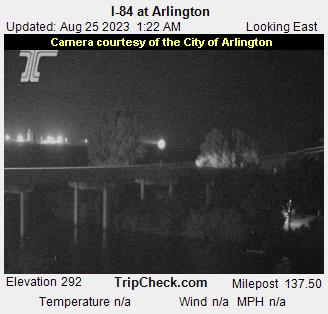 I-84 at Arlington
Updated: Aug 25 2023 1:22 AM Looking East
Camera courtesy of the City of Arlington
Elevation 292 TripCheck.com Milepost 137.50
Temperature n/a Wind n/a MPH n/a